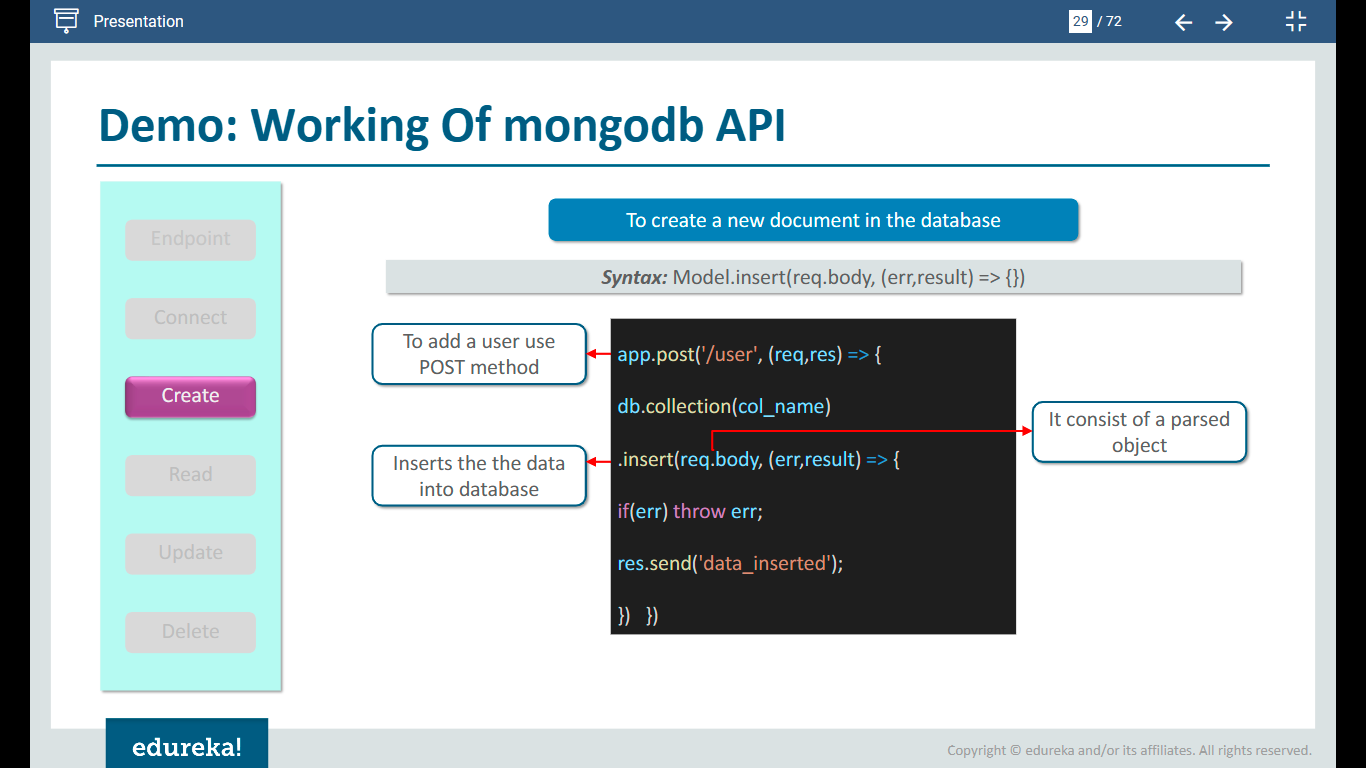 Presentation
29 / 72
Demo: Working Of mongodb API
Endpoint
Connect
Create
Read
Update
Delete
To create a new document in the database
Syntax: Model.insert(req.body, (err,result) => {})
To add a user use
POST method
Inserts the the data
into database
app.post('/user', (req,res) => {
db.collection(col_name)
.insert(req.body, (err,result) => {
if(err) throw err;
res.send('data_inserted');
}) })
It consist of a parsed
object
edureka!
Copyright © edureka and/or its affiliates. All rights reserved.